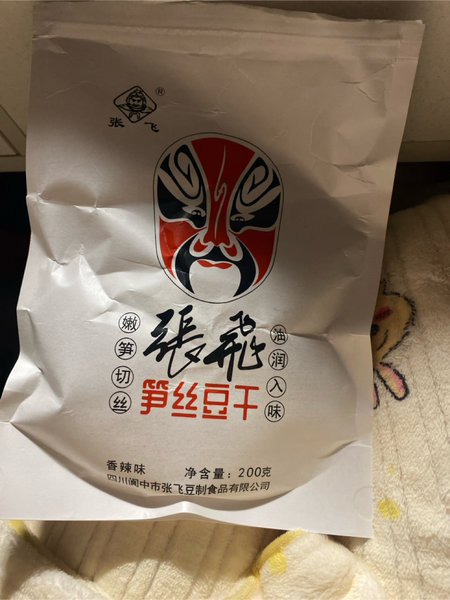 ®
张飞
張飛
嫩笋切丝
油润入味
笋丝豆干
香辣味 净含量：200克
四川阆中市张飞豆制食品有限公司